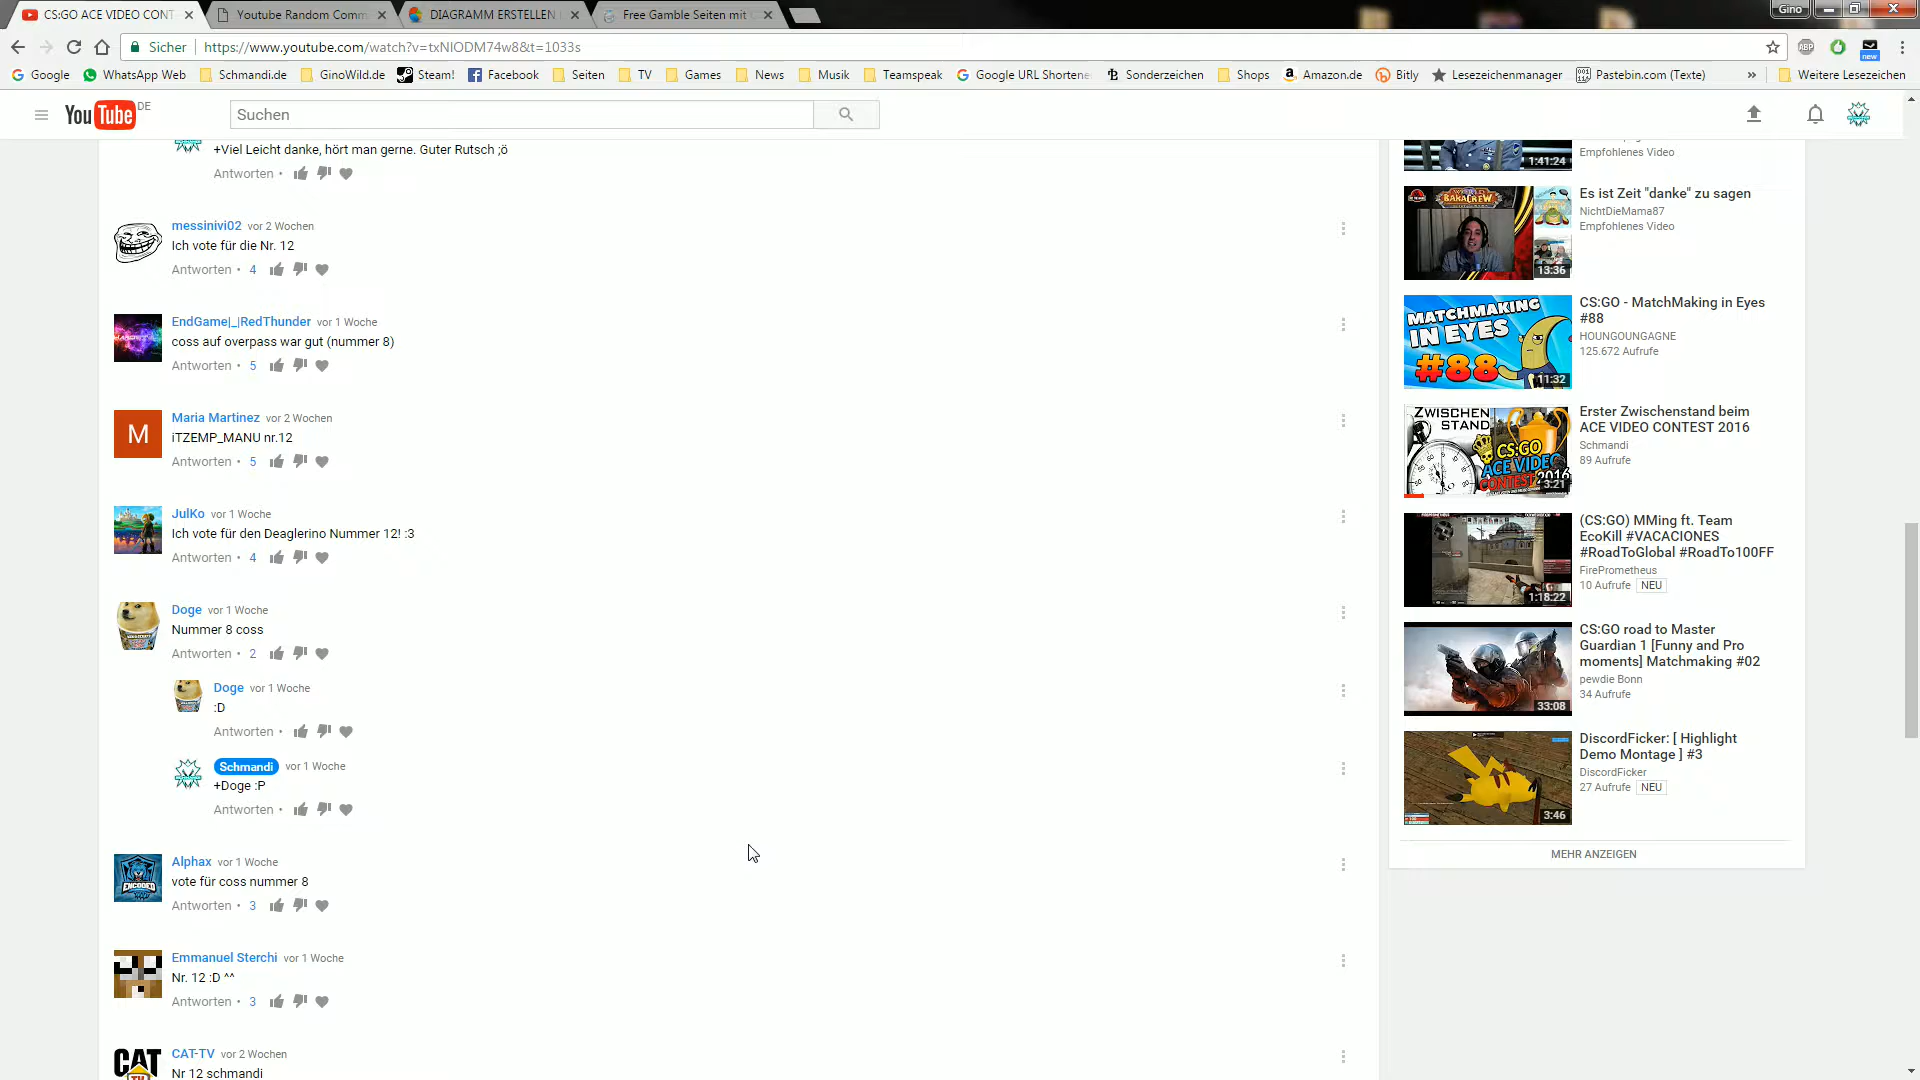 CS:GO ACE VIDEO CONT
Youtube Random Comm
DIAGRAMM ERSTELLEN
Free Gamble Seiten mit
Gino
Sicher
https://www.youtube.com/watch?v=txNIODM74w8&t=1033s
ABP
new
Google
WhatsApp Web
Schmandi.de
GinoWild.de
Steam!
Facebook
Seiten
TV
Games
News
Musik
Teamspeak
Google URL Shortene
Sonderzeichen
Shops
Amazon.de
Bitly
Lesezeichenmanager
Pastebin.com (Texte)
»
Weitere Lesezeichen
YouTube DE
Suchen
+Viel Leicht danke, hört man gerne. Guter Rutsch ;ö
Antworten •
messinivi02 vor 2 Wochen
Ich vote für die Nr. 12
Antworten • 4
EndGame|_|RedThunder vor 1 Woche
coss auf overpass war gut (nummer 8)
Antworten • 5
M
Maria Martinez vor 2 Wochen
iTZEMP_MANU nr.12
Antworten • 5
JulKo vor 1 Woche
Ich vote für den Deaglerino Nummer 12! :3
Antworten • 4
Doge vor 1 Woche
Nummer 8 coss
Antworten • 2
Doge vor 1 Woche
:D
Antworten •
Schmandi vor 1 Woche
+Doge :P
Antworten •
ENCODED
Alphax vor 1 Woche
vote für coss nummer 8
Antworten • 3
Emmanuel Sterchi vor 1 Woche
Nr. 12 :D ^^
Antworten • 3
CAT
CAT-TV vor 2 Wochen
Nr 12 schmandi
1:41:24
Empfohlenes Video
BARACREW
13:36
Es ist Zeit "danke" zu sagen
NichtDieMama87
Empfohlenes Video
MATCHMAKING
IN EYES
#88
11:32
CS:GO - MatchMaking in Eyes
#88
HOUNGOUNGAGNE
125.672 Aufrufe
ZWISCHEN
STAND
CS:GO
ACE VIDEO
CONTEST 2016
3:21
Erster Zwischenstand beim
ACE VIDEO CONTEST 2016
Schmandi
89 Aufrufe
1:18:22
(CS:GO) MMing ft. Team
EcoKill #VACACIONES
#RoadToGlobal #RoadTo100FF
FirePrometheus
10 Aufrufe NEU
33:08
CS:GO road to Master
Guardian 1 [Funny and Pro
moments] Matchmaking #02
pewdie Bonn
34 Aufrufe
3:46
DiscordFicker: [ Highlight
Demo Montage ] #3
DiscordFicker
27 Aufrufe NEU
MEHR ANZEIGEN